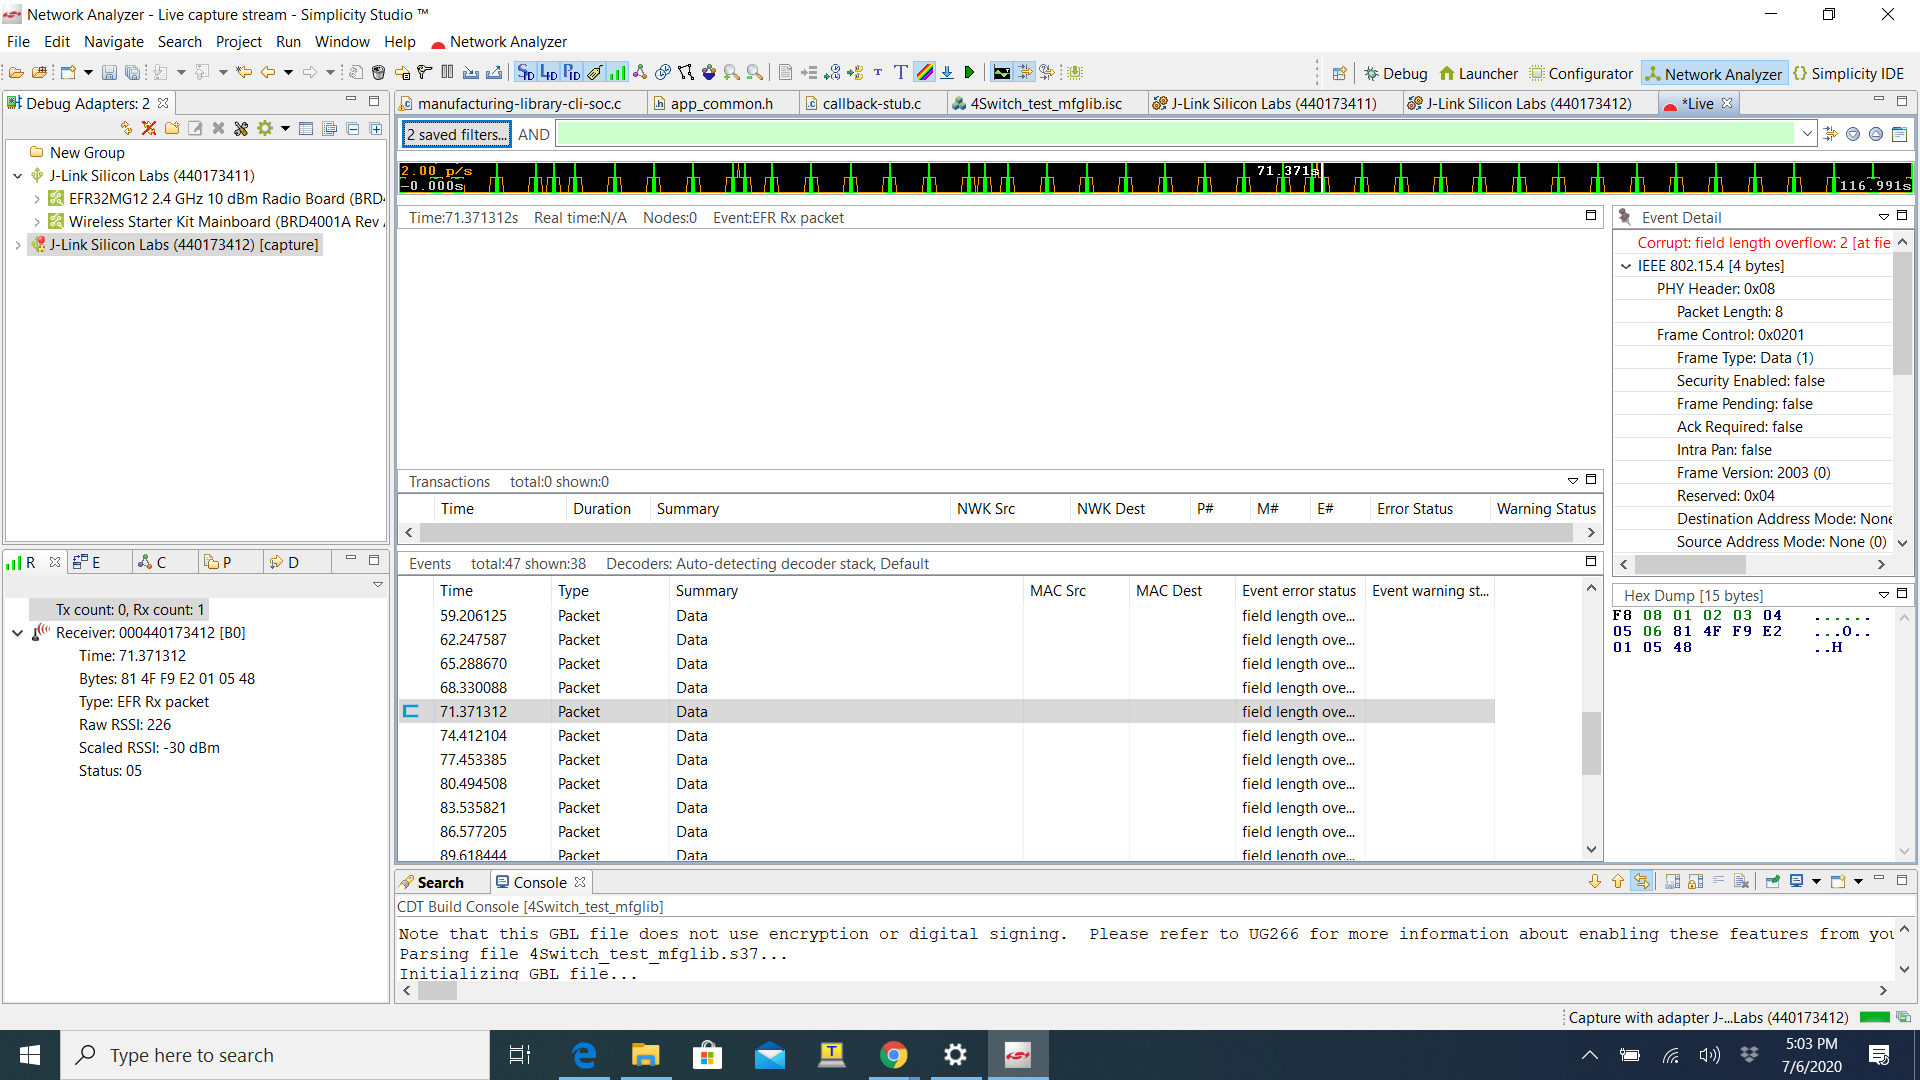 Network Analyzer - Live capture stream - Simplicity Studio ™
File Edit Navigate Search Project Run Window Help Network Analyzer
Debug Launcher Configurator Network Analyzer Simplicity IDE
Debug Adapters: 2
New Group
J-Link Silicon Labs (440173411)
EFR32MG12 2.4 GHz 10 dBm Radio Board (BRD4
Wireless Starter Kit Mainboard (BRD4001A Rev
J-Link Silicon Labs (440173412) [capture]
manufacturing-library-cli-soc.c app_common.h callback-stub.c 4Switch_test_mfglib.isc J-Link Silicon Labs (440173411) J-Link Silicon Labs (440173412) *Live
2 saved filters... AND
2.00 p/s
-0.000s
71.371s
116.991s
Time:71.371312s Real time:N/A Nodes:0 Event:EFR Rx packet
Transactions total:0 shown:0
Time Duration Summary NWK Src NWK Dest P# M# E# Error Status Warning Status
Events total:47 shown:38 Decoders: Auto-detecting decoder stack, Default
Time Type Summary MAC Src MAC Dest Event error status Event warning st...
59.206125 Packet Data field length ove...
62.247587 Packet Data field length ove...
65.288670 Packet Data field length ove...
68.330088 Packet Data field length ove...
71.371312 Packet Data field length ove...
74.412104 Packet Data field length ove...
77.453385 Packet Data field length ove...
80.494508 Packet Data field length ove...
83.535821 Packet Data field length ove...
86.577205 Packet Data field length ove...
89.618444 Packet Data field length ove...
Event Detail
Corrupt: field length overflow: 2 [at fie
IEEE 802.15.4 [4 bytes]
PHY Header: 0x08
Packet Length: 8
Frame Control: 0x0201
Frame Type: Data (1)
Security Enabled: false
Frame Pending: false
Ack Required: false
Intra Pan: false
Frame Version: 2003 (0)
Reserved: 0x04
Destination Address Mode: None
Source Address Mode: None (0)
Hex Dump [15 bytes]
F8 08 01 02 03 04 ......
05 06 81 4F F9 E2 ...O..
01 05 48 ..H
R E C P D
Tx count: 0, Rx count: 1
Receiver: 000440173412 [B0]
Time: 71.371312
Bytes: 81 4F F9 E2 01 05 48
Type: EFR Rx packet
Raw RSSI: 226
Scaled RSSI: -30 dBm
Status: 05
Search Console
CDT Build Console [4Switch_test_mfglib]
Note that this GBL file does not use encryption or digital signing. Please refer to UG266 for more information about enabling these features from you
Parsing file 4Switch_test_mfglib.s37...
Initializing GBL file...
Capture with adapter J-...Labs (440173412)
Type here to search
5:03 PM
7/6/2020